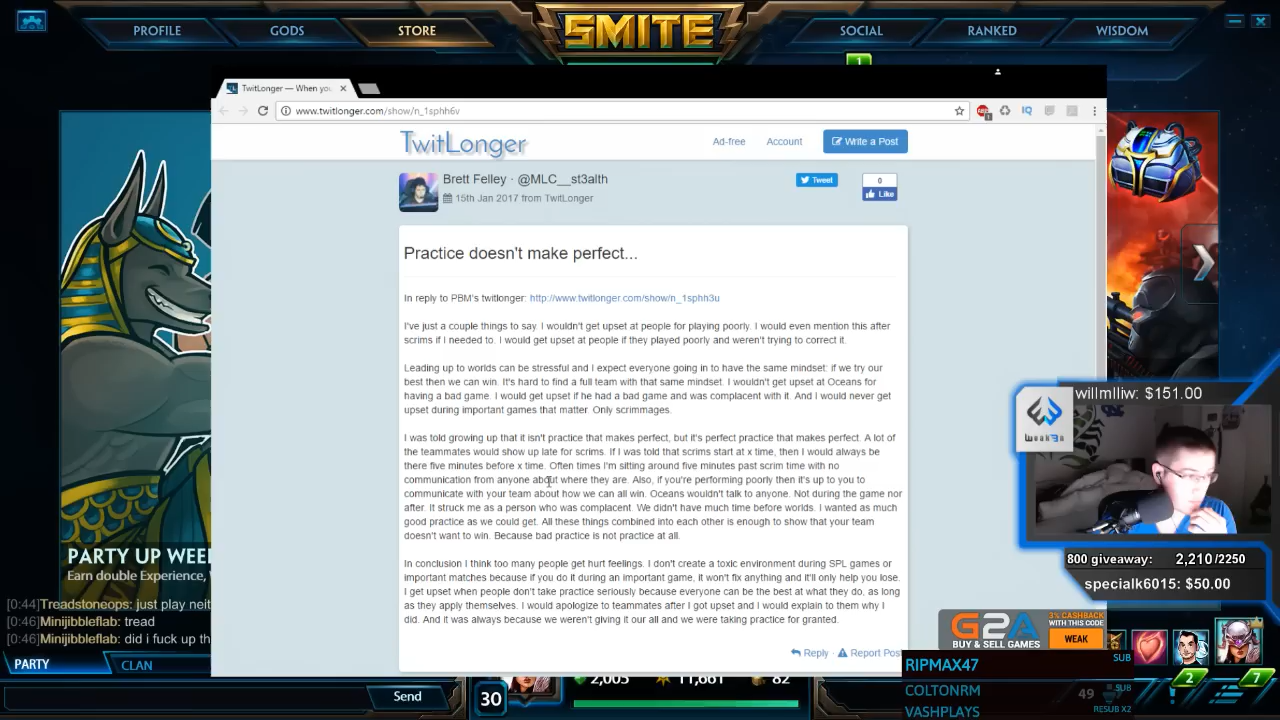 PROFILE
GODS
STORE
SMITE
SOCIAL
RANKED
WISDOM
1
TwitLonger — When you
www.twitlonger.com/show/n_1sphh6v
TwitLonger
Ad-free
Account
Write a Post
Brett Felley · @MLC__st3alth
15th Jan 2017 from TwitLonger
Tweet
0
Like
Practice doesn't make perfect...
In reply to PBM's twitlonger: http://www.twitlonger.com/show/n_1sphh3u
I've just a couple things to say. I wouldn't get upset at people for playing poorly. I would even mention this after
scrims if I needed to. I would get upset at people if they played poorly and weren't trying to correct it.
Leading up to worlds can be stressful and I expect everyone going in to have the same mindset: if we try our
best then we can win. It's hard to find a full team with that same mindset. I wouldn't get upset at Oceans for
having a bad game. I would get upset if he had a bad game and was complacent with it. And I would never get
upset during important games that matter. Only scrimmages.
I was told growing up that it isn't practice that makes perfect, but it's perfect practice that makes perfect. A lot of
the teammates would show up late for scrims. If I was told that scrims start at x time, then I would always be
there five minutes before x time. Often times I'm sitting around five minutes past scrim time with no
communication from anyone about where they are. Also, if you're performing poorly then it's up to you to
communicate with your team about how we can all win. Oceans wouldn't talk to anyone. Not during the game nor
after. It struck me as a person who was complacent. We didn't have much time before worlds. I wanted as much
good practice as we could get. All these things combined into each other is enough to show that your team
doesn't want to win. Because bad practice is not practice at all.
In conclusion I think too many people get hurt feelings. I don't create a toxic environment during SPL games or
important matches because if you do it during an important game, it won't fix anything and it'll only help you lose.
I get upset when people don't take practice seriously because everyone can be the best at what they do, as long
as they apply themselves. I would apologize to teammates after I got upset and I would explain to them why I
did. And it was always because we weren't giving it our all and we were taking practice for granted.
Reply · Report Post
PARTY UP WEE
Earn double Experience,
[0:44] Treadstoneops: just play neit
[0:46] Minijibbleflab: tread
[0:46] Minijibbleflab: did i fuck up th
PARTY
CLAN
Send
30
2,005
11,661
82
willmlliw: $151.00
weak3n
800 giveaway: 2,210/2250
specialk6015: $50.00
G2A
BUY & SELL GAMES
3% CASHBACK
WITH THIS CODE
WEAK
RIPMAX47
SUB
COLTONRM
SUB
VASHPLAYS
RESUB X2
49
2
7